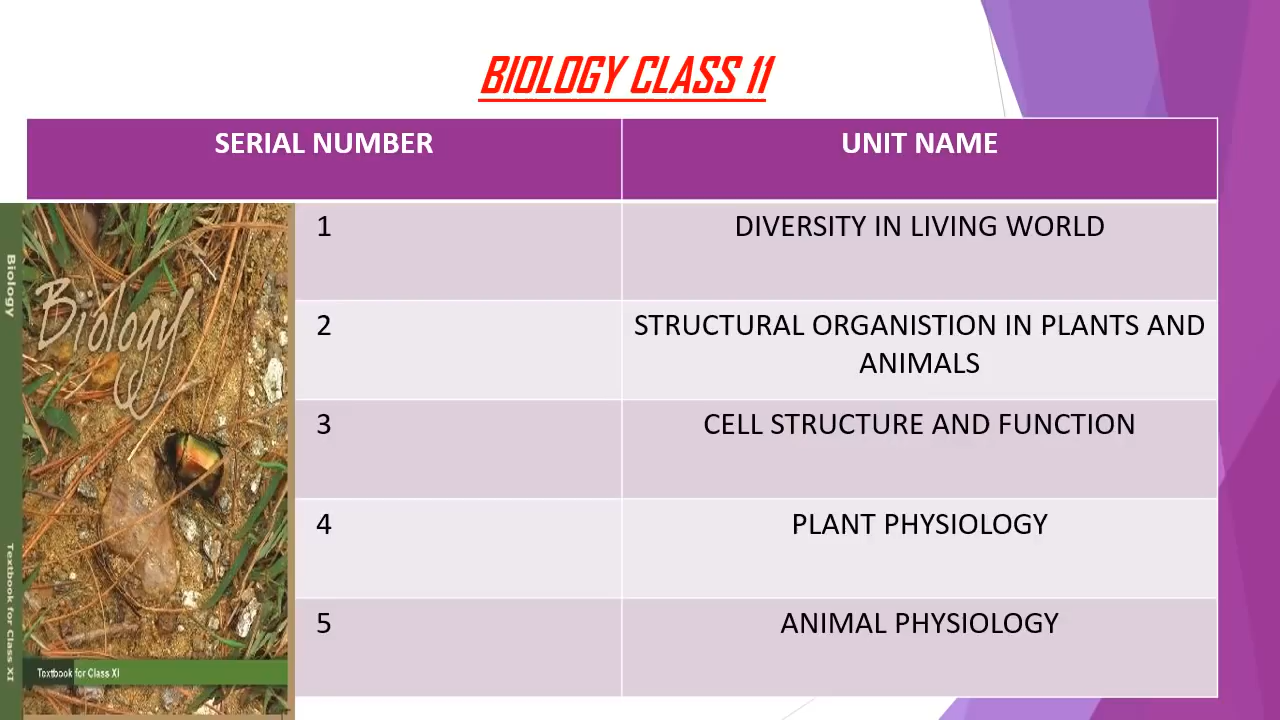 BIOLOGY CLASS 11
SERIAL NUMBER UNIT NAME
1 DIVERSITY IN LIVING WORLD
2 STRUCTURAL ORGANISTION IN PLANTS AND
ANIMALS
3 CELL STRUCTURE AND FUNCTION
4 PLANT PHYSIOLOGY
5 ANIMAL PHYSIOLOGY
Biology
Textbook for Class XI
Biology
Textbook for Class XI